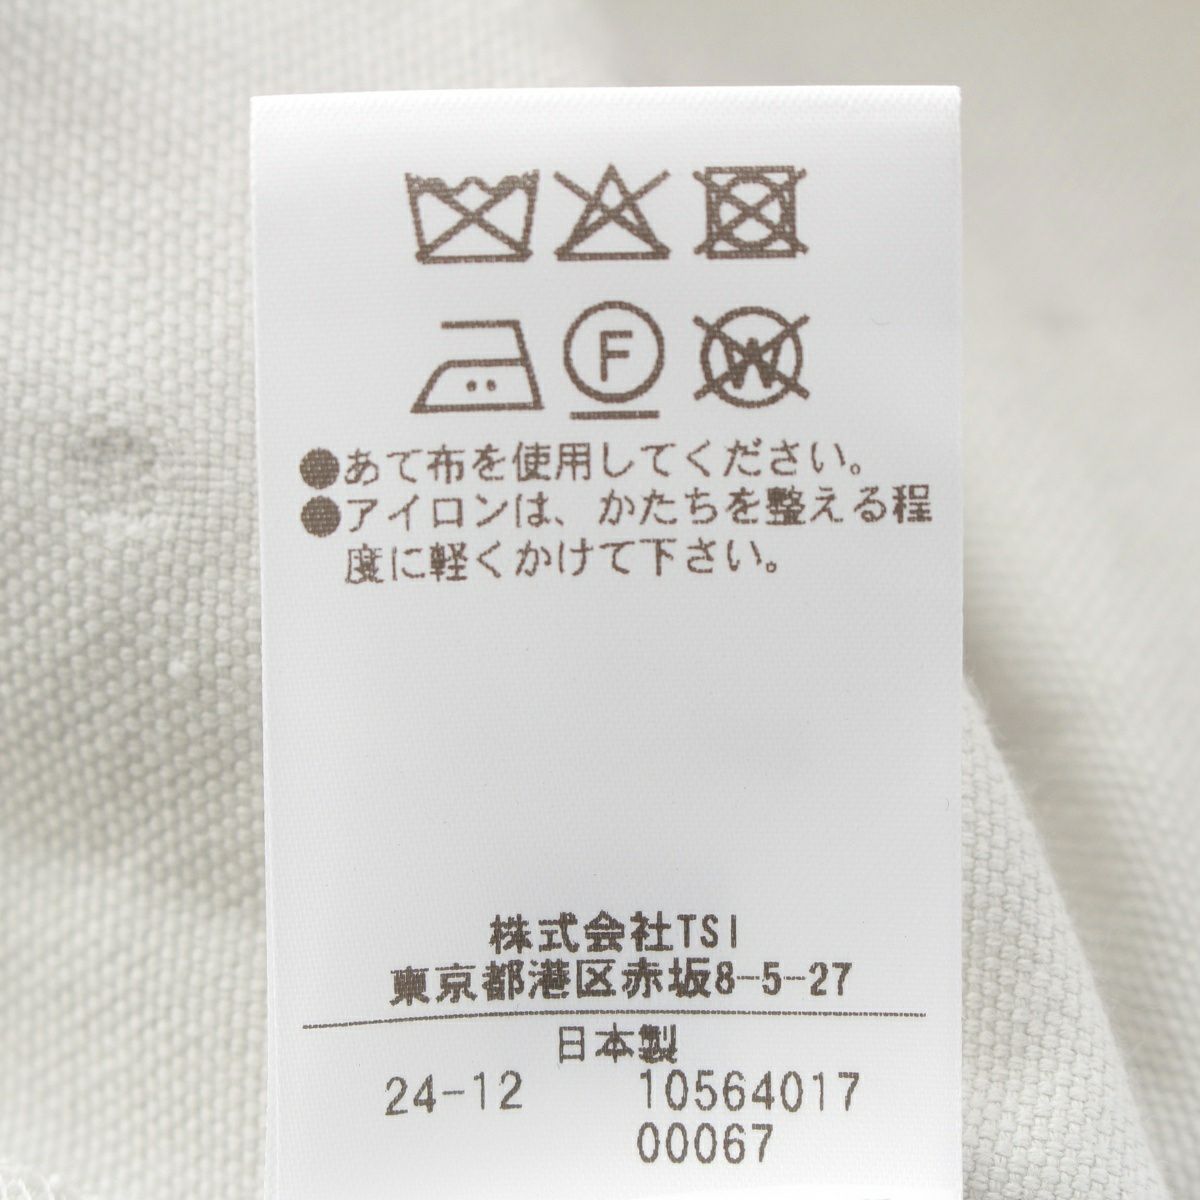 F W
●あて布を使用してください。
●アイロンは、かたちを整える程
度に軽くかけて下さい。
株式会社TSI
東京都港区赤坂8-5-27
日本製
24-12 10564017
00067